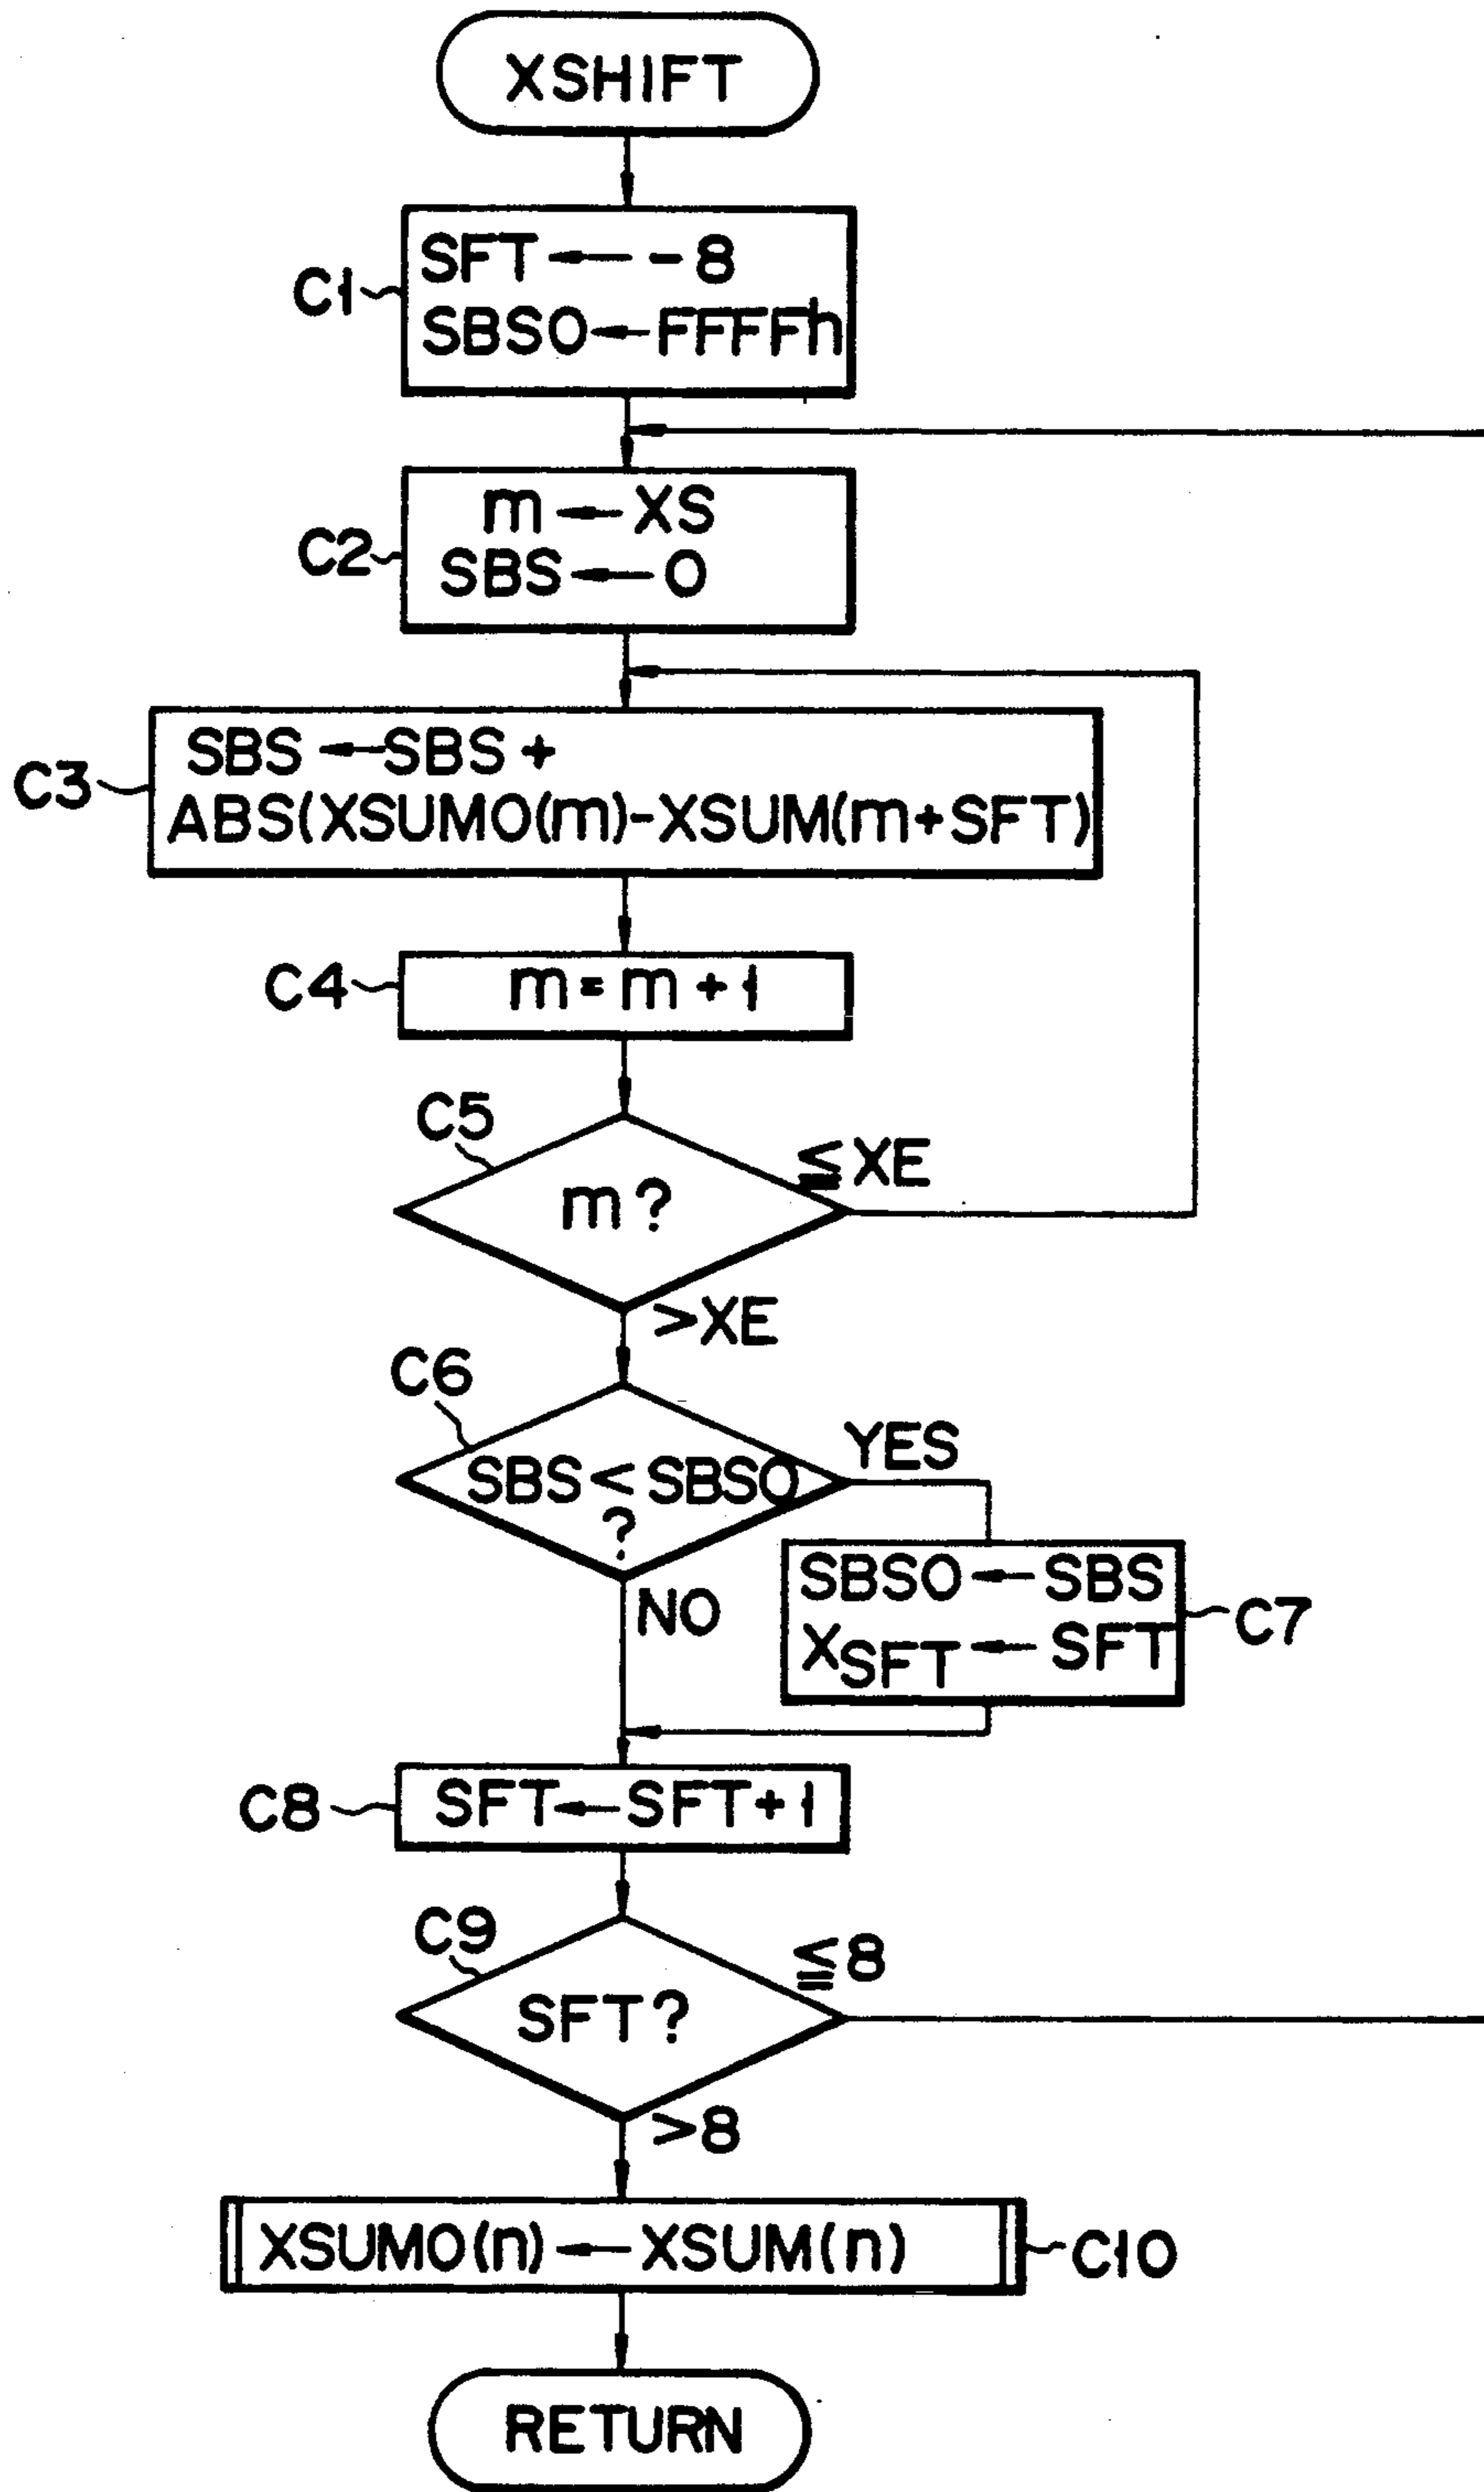 XSHIFT
C1
SFT ← -8
SBSO ← FFFFh
C2
m ← XS
SBS ← 0
C3
SBS ← SBS +
ABS(XSUMO(m)-XSUM(m+SFT)
C4
m = m + 1
C5
m?
≦XE
>XE
C6
SBS < SBSO
?
YES
NO
SBSO ← SBS
XSFT ← SFT
C7
C8
SFT ← SFT+1
C9
SFT?
≦8
>8
XSUMO(n) ← XSUM(n)
C10
RETURN